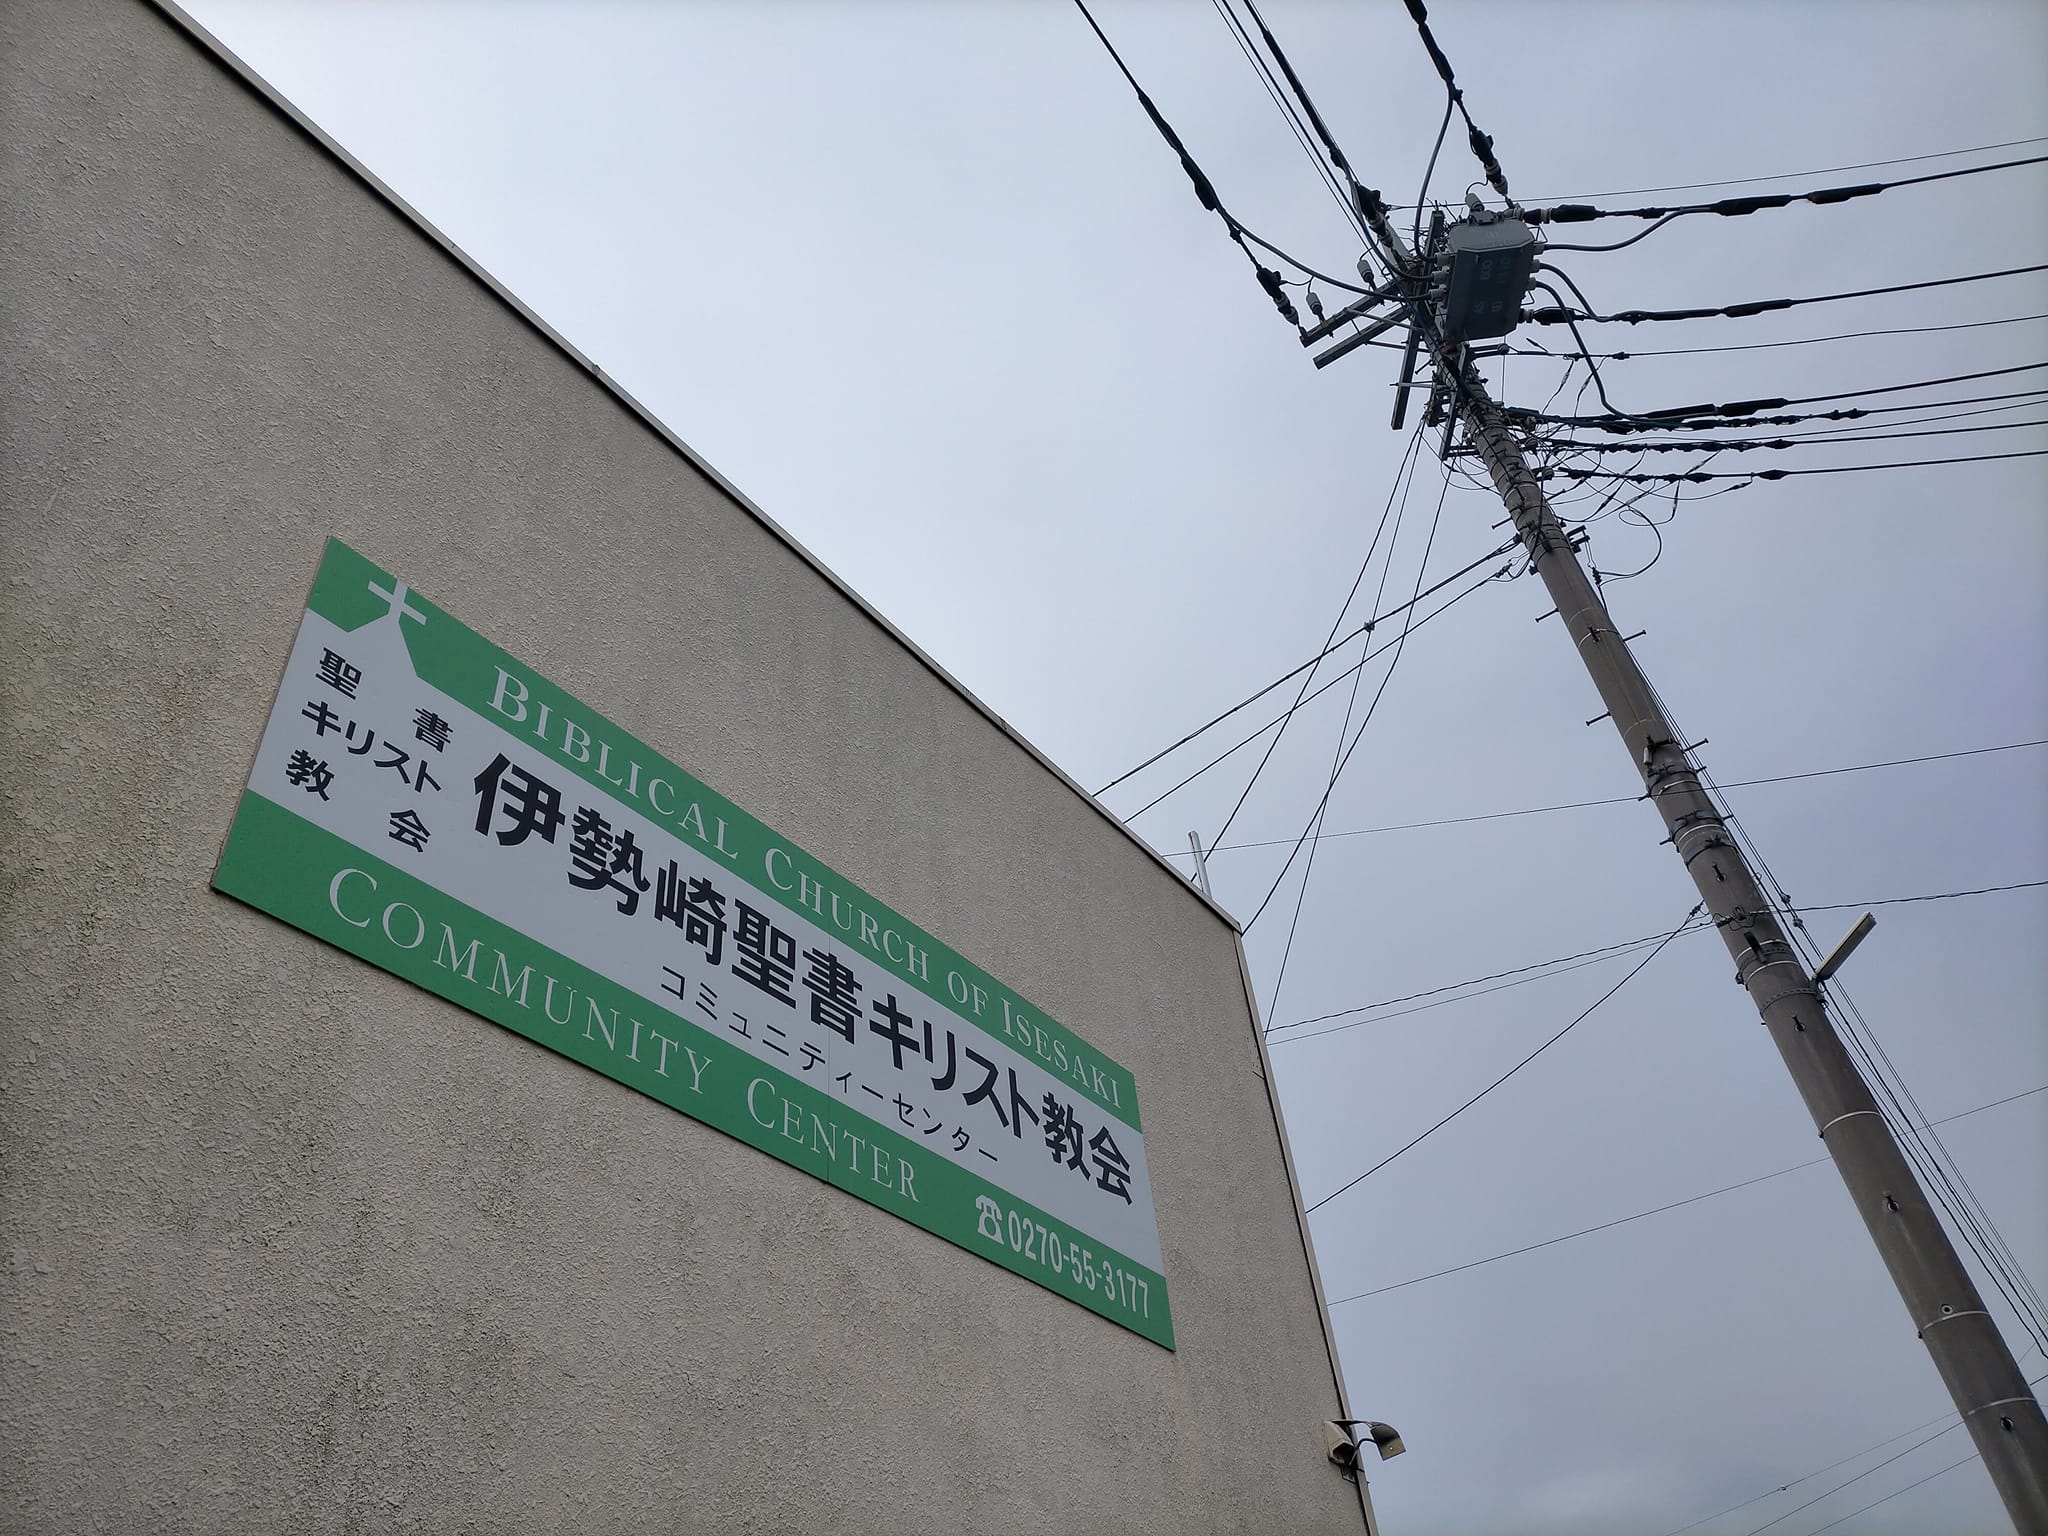 BIBLICAL CHURCH OF ISESAKI
聖書
キリスト
教会
伊勢崎聖書キリスト教会
コミュニティーセンター
COMMUNITY CENTER
☎0270-55-3177